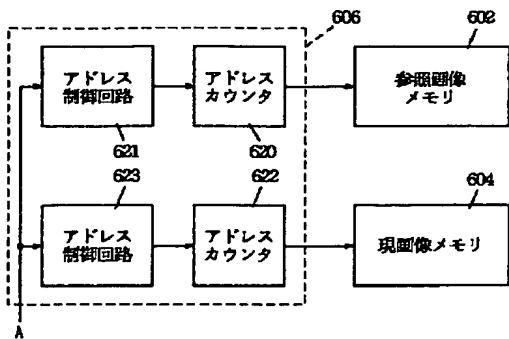 606
602
アドレス
制御回路
アドレス
カウンタ
参照画像
メモリ
621
620
623
622
604
アドレス
制御回路
アドレス
カウンタ
現画像メモリ
A